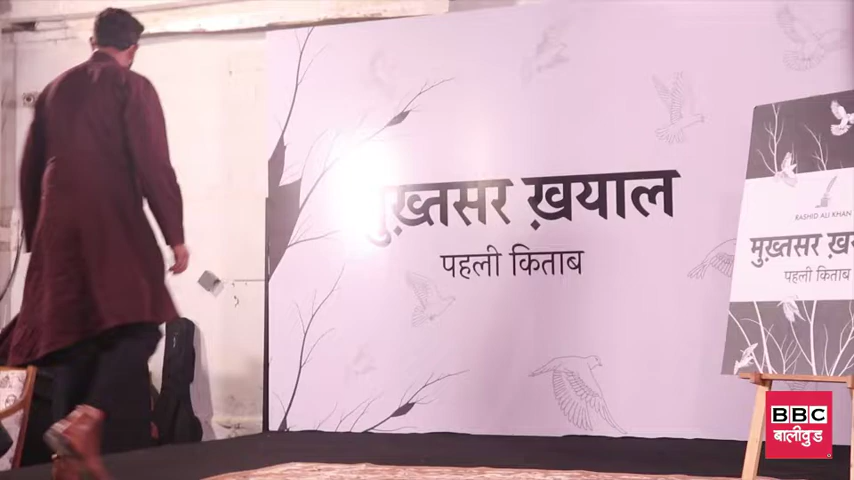 मुख़्तसर ख़याल
पहली किताब
RASHID ALI KHAN
मुख़्तसर
पहली किताब
BBC
बालीवुड